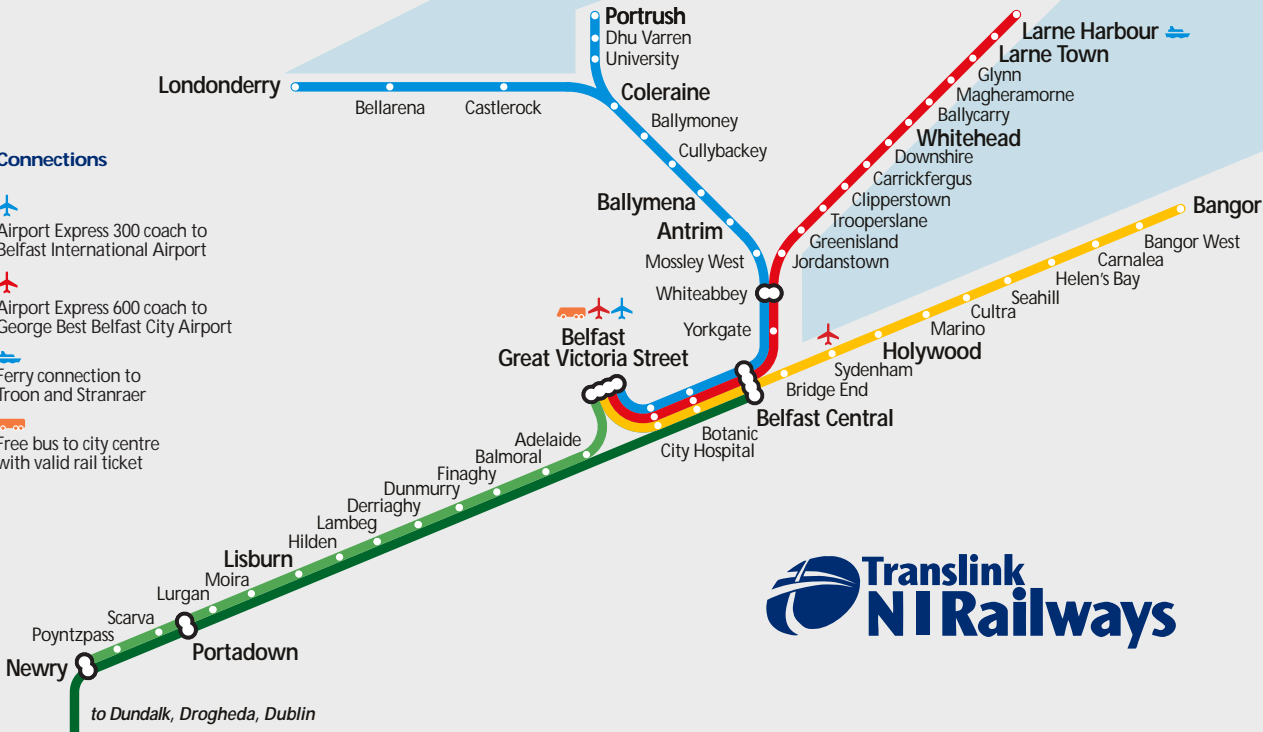 Portrush
Dhu Varren
University
Larne Harbour
Larne Town
Glynn
Magheramorne
Ballycarry
Whitehead
Downshire
Carrickfergus
Clipperstown
Trooperslane
Greenisland
Jordanstown
Londonderry
Bellarena
Castlerock
Coleraine
Ballymoney
Cullybackey
Ballymena
Antrim
Mossley West
Whiteabbey
Yorkgate
Connections
Airport Express 300 coach to
Belfast International Airport
Airport Express 600 coach to
George Best Belfast City Airport
Ferry connection to
Troon and Stranraer
Free bus to city centre
with valid rail ticket
Bangor
Bangor West
Carnalea
Helen's Bay
Seahill
Cultra
Marino
Holywood
Sydenham
Bridge End
Belfast Central
Belfast
Great Victoria Street
Botanic
City Hospital
Adelaide
Balmoral
Finaghy
Dunmurry
Derriaghy
Lambeg
Hilden
Lisburn
Moira
Lurgan
Portadown
Scarva
Poyntzpass
Newry
to Dundalk, Drogheda, Dublin
Translink
NIRailways